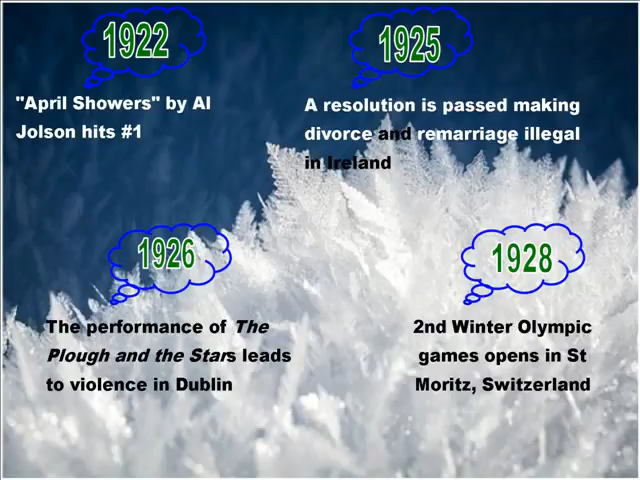 1922
"April Showers" by Al
Jolson hits #1
1925
A resolution is passed making
divorce and remarriage illegal
in Ireland
1926
The performance of The
Plough and the Stars leads
to violence in Dublin
1928
2nd Winter Olympic
games opens in St
Moritz, Switzerland